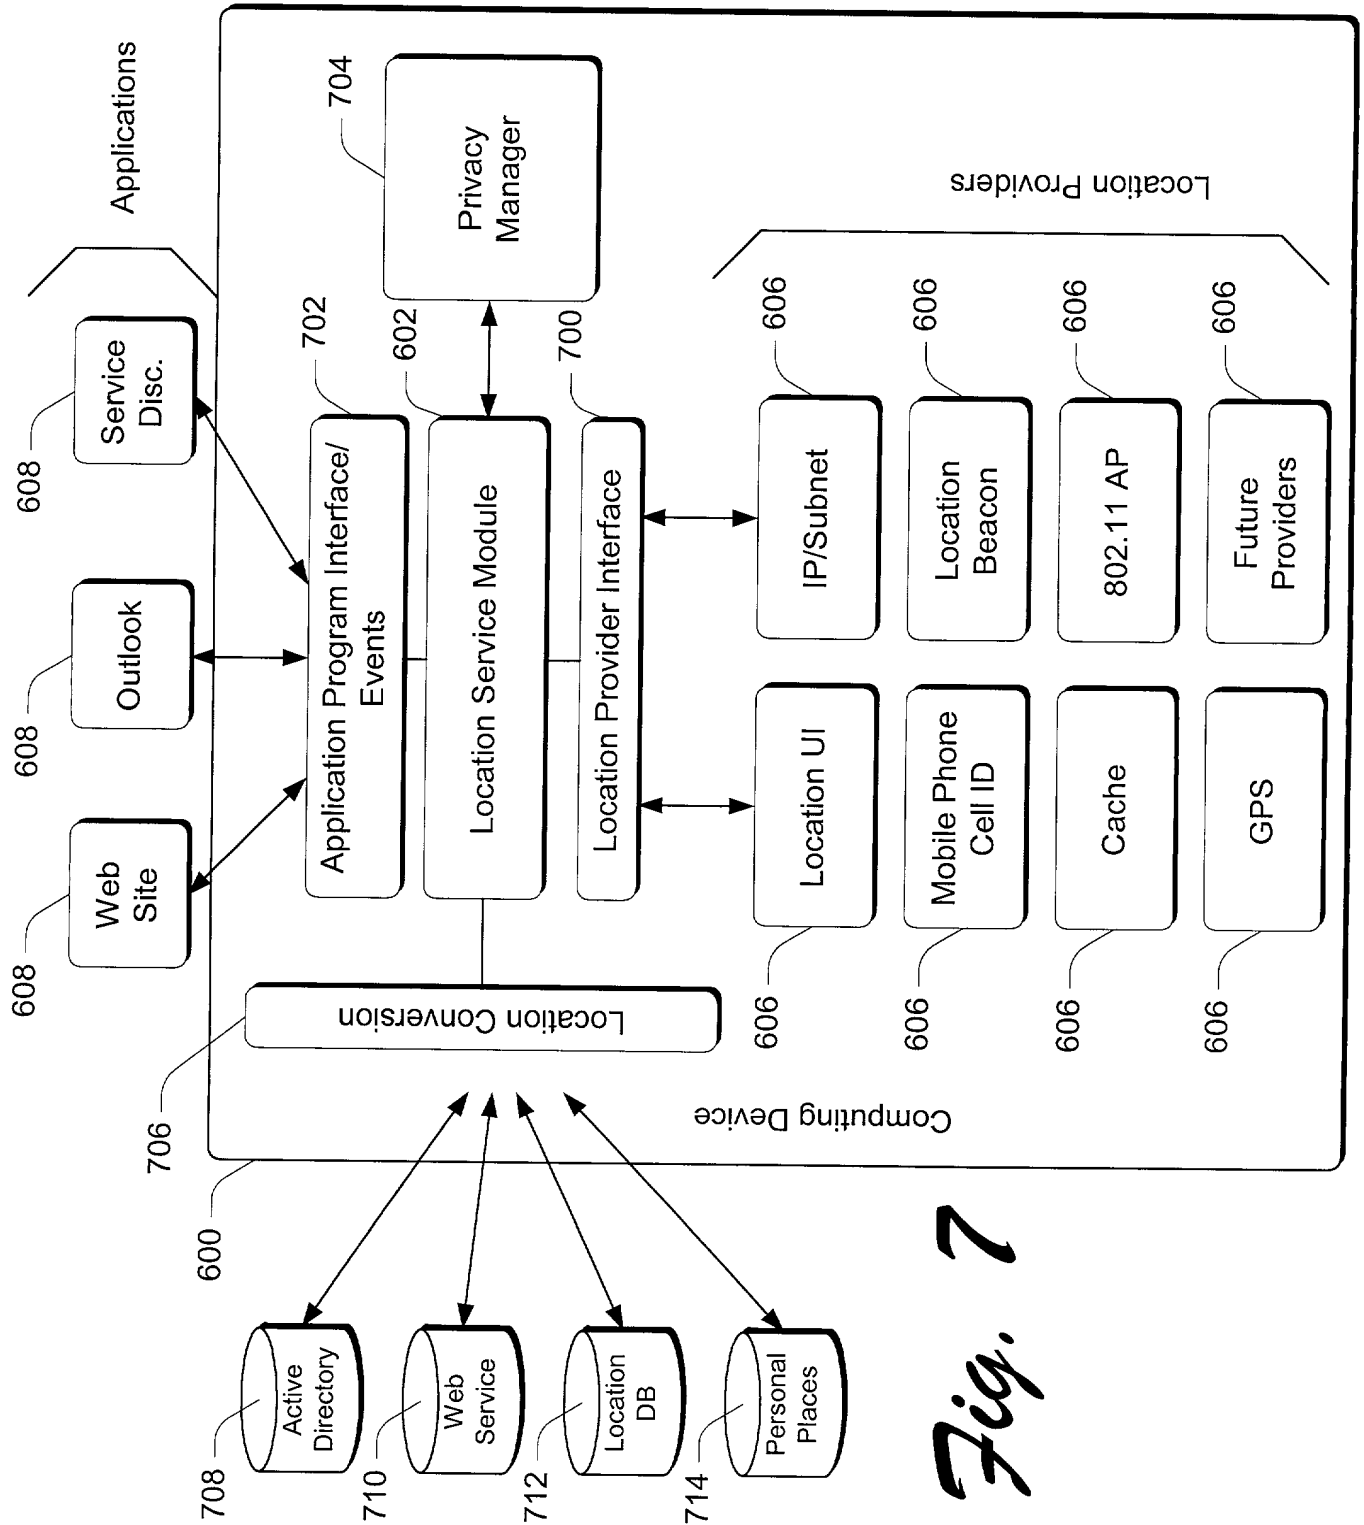 Applications
608
Web
Site
608
Outlook
608
Service
Disc.
600
706
Location Conversion
Computing Device
702
Application Program Interface/
Events
602
Location Service Module
700
Location Provider Interface
704
Privacy
Manager
708
Active
Directory
710
Web
Service
712
Location
DB
714
Personal
Places
Location Providers
606
Location UI
606
IP/Subnet
606
Mobile Phone
Cell ID
606
Location
Beacon
606
Cache
606
802.11 AP
606
GPS
606
Future
Providers
Fig. 7